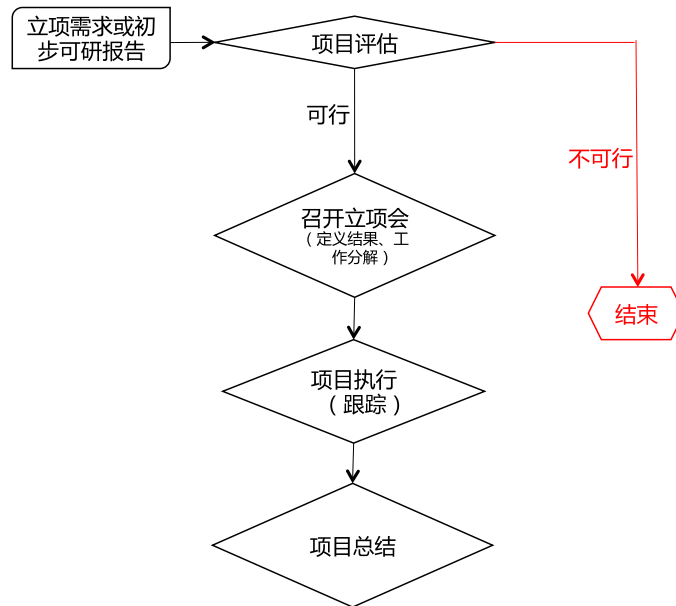 立项需求或初
步可研报告
项目评估
可行
不可行
召开立项会
（定义结果、工
作分解）
结束
项目执行
（跟踪）
项目总结